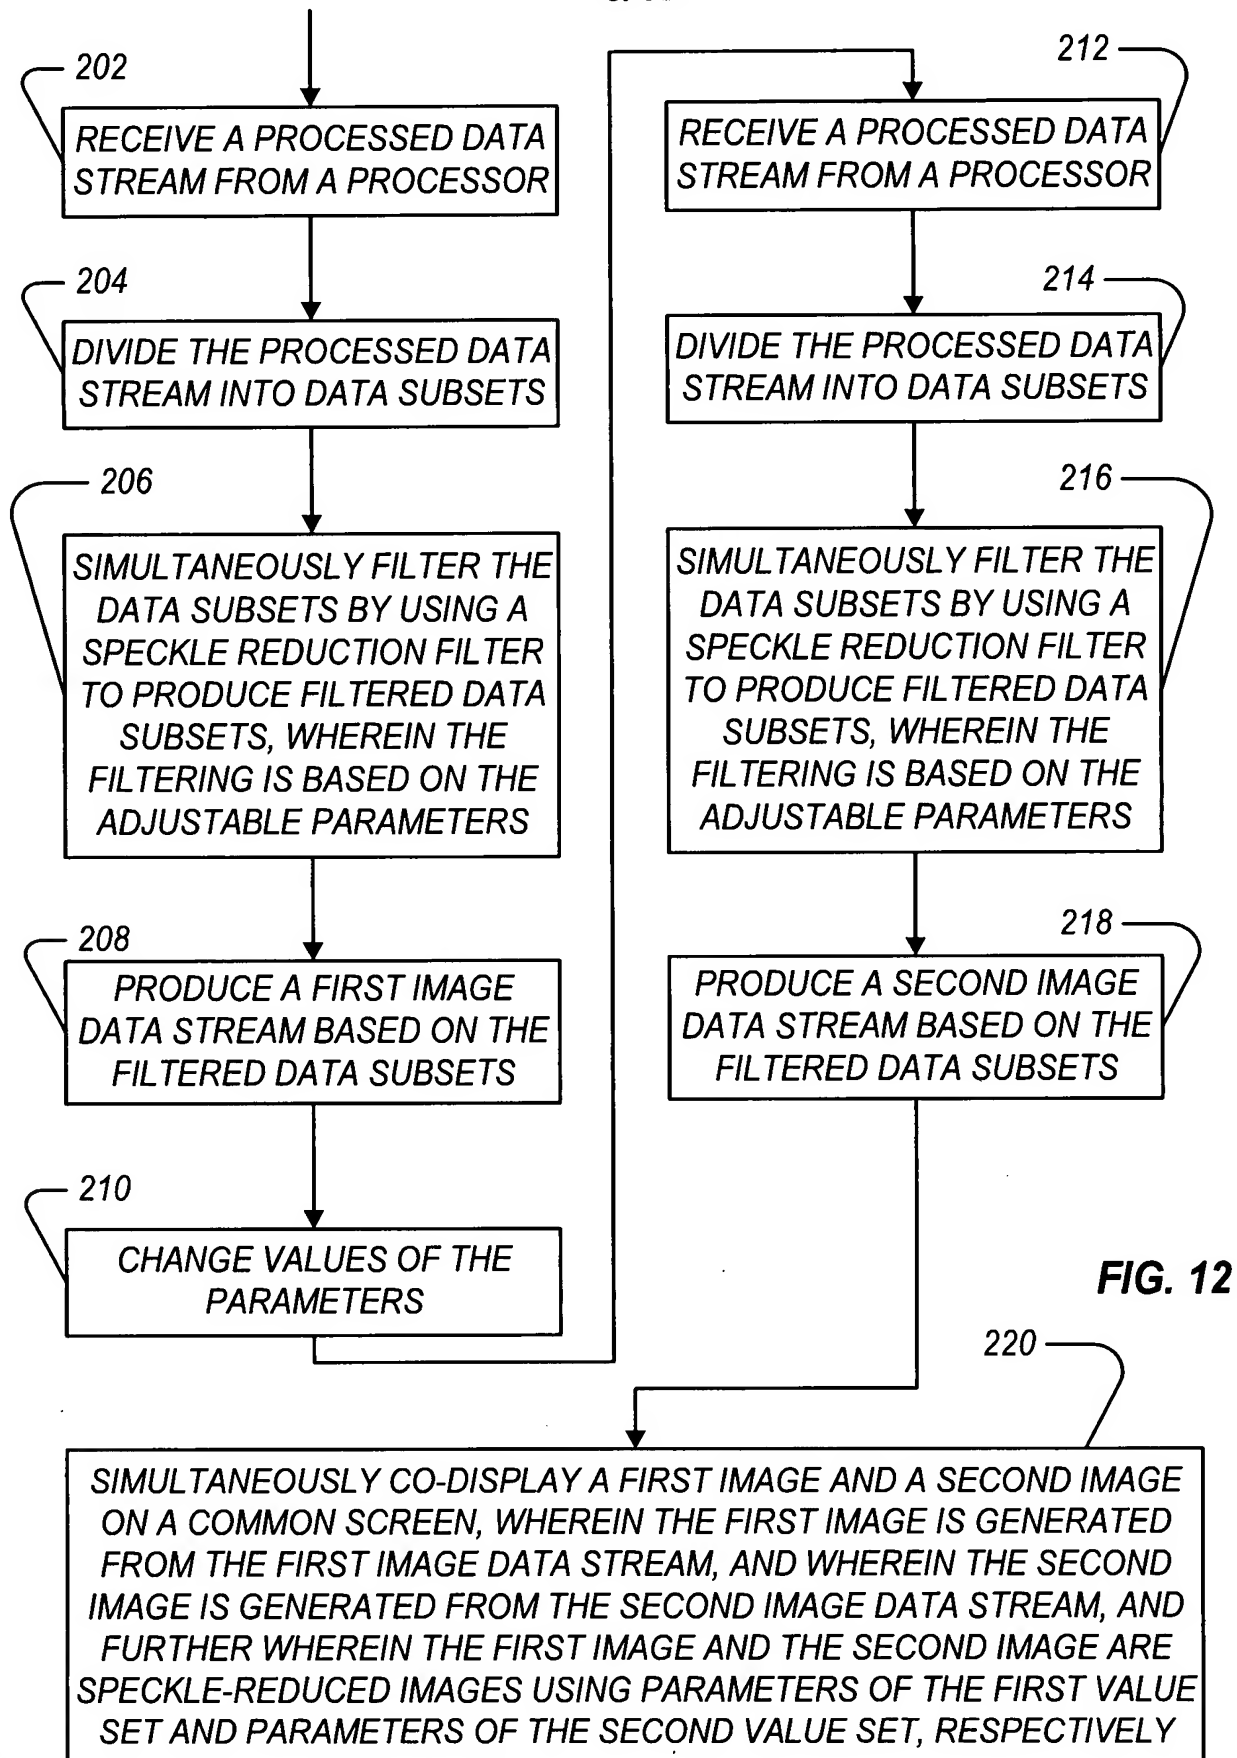 202
RECEIVE A PROCESSED DATA
STREAM FROM A PROCESSOR
204
DIVIDE THE PROCESSED DATA
STREAM INTO DATA SUBSETS
206
SIMULTANEOUSLY FILTER THE
DATA SUBSETS BY USING A
SPECKLE REDUCTION FILTER
TO PRODUCE FILTERED DATA
SUBSETS, WHEREIN THE
FILTERING IS BASED ON THE
ADJUSTABLE PARAMETERS
208
PRODUCE A FIRST IMAGE
DATA STREAM BASED ON THE
FILTERED DATA SUBSETS
210
CHANGE VALUES OF THE
PARAMETERS
212
RECEIVE A PROCESSED DATA
STREAM FROM A PROCESSOR
214
DIVIDE THE PROCESSED DATA
STREAM INTO DATA SUBSETS
216
SIMULTANEOUSLY FILTER THE
DATA SUBSETS BY USING A
SPECKLE REDUCTION FILTER
TO PRODUCE FILTERED DATA
SUBSETS, WHEREIN THE
FILTERING IS BASED ON THE
ADJUSTABLE PARAMETERS
218
PRODUCE A SECOND IMAGE
DATA STREAM BASED ON THE
FILTERED DATA SUBSETS
FIG. 12
220
SIMULTANEOUSLY CO-DISPLAY A FIRST IMAGE AND A SECOND IMAGE
ON A COMMON SCREEN, WHEREIN THE FIRST IMAGE IS GENERATED
FROM THE FIRST IMAGE DATA STREAM, AND WHEREIN THE SECOND
IMAGE IS GENERATED FROM THE SECOND IMAGE DATA STREAM, AND
FURTHER WHEREIN THE FIRST IMAGE AND THE SECOND IMAGE ARE
SPECKLE-REDUCED IMAGES USING PARAMETERS OF THE FIRST VALUE
SET AND PARAMETERS OF THE SECOND VALUE SET, RESPECTIVELY